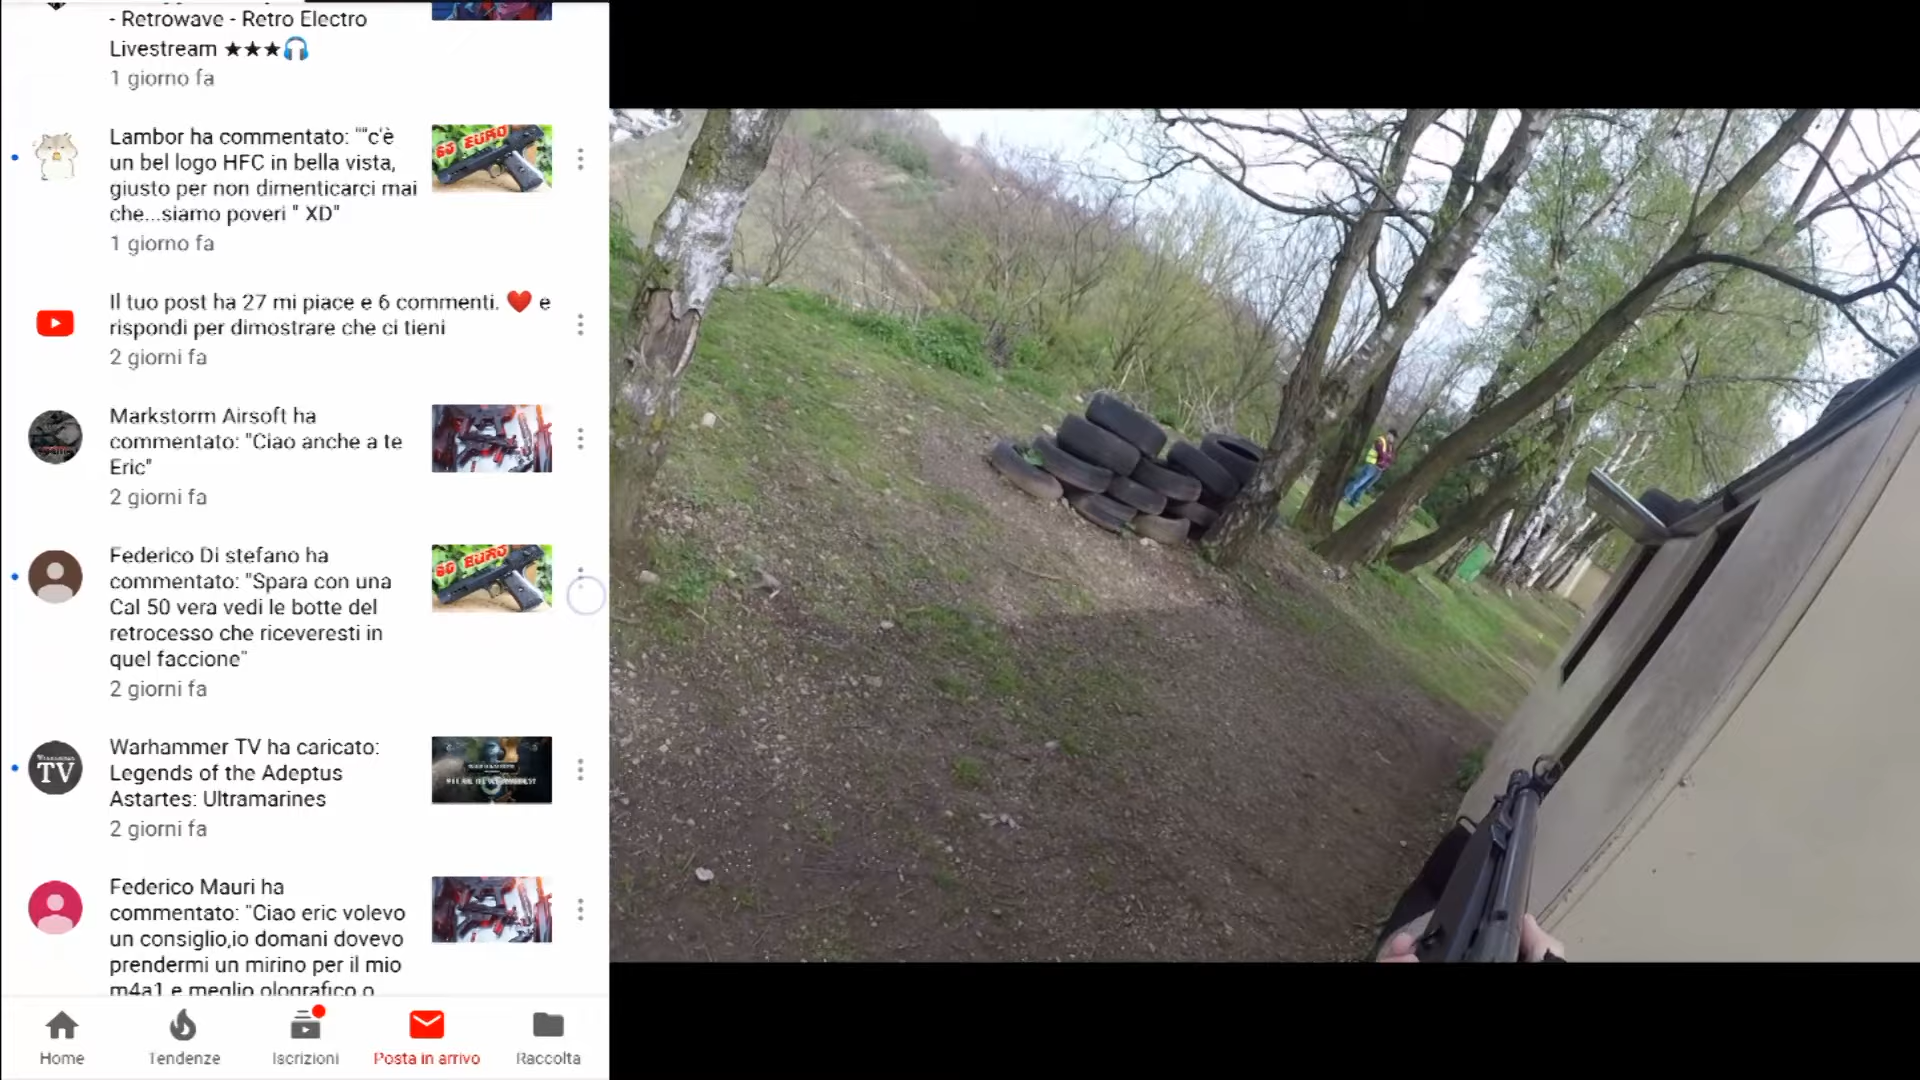 - Retrowave - Retro Electro
Livestream ★★★🎧
1 giorno fa
Lambor ha commentato: ""c'è
un bel logo HFC in bella vista,
giusto per non dimenticarci mai
che...siamo poveri " XD"
1 giorno fa
60 EURO
Il tuo post ha 27 mi piace e 6 commenti. ❤️ e
rispondi per dimostrare che ci tieni
2 giorni fa
Markstorm Airsoft ha
commentato: "Ciao anche a te
Eric"
2 giorni fa
Federico Di stefano ha
commentato: "Spara con una
Cal 50 vera vedi le botte del
retrocesso che riceveresti in
quel faccione"
2 giorni fa
60 EURO
TV
Warhammer TV ha caricato:
Legends of the Adeptus
Astartes: Ultramarines
2 giorni fa
Federico Mauri ha
commentato: "Ciao eric volevo
un consiglio,io domani dovevo
prendermi un mirino per il mio
m4a1 e meglio olografico o
Home
Tendenze
Iscrizioni
Posta in arrivo
Raccolta